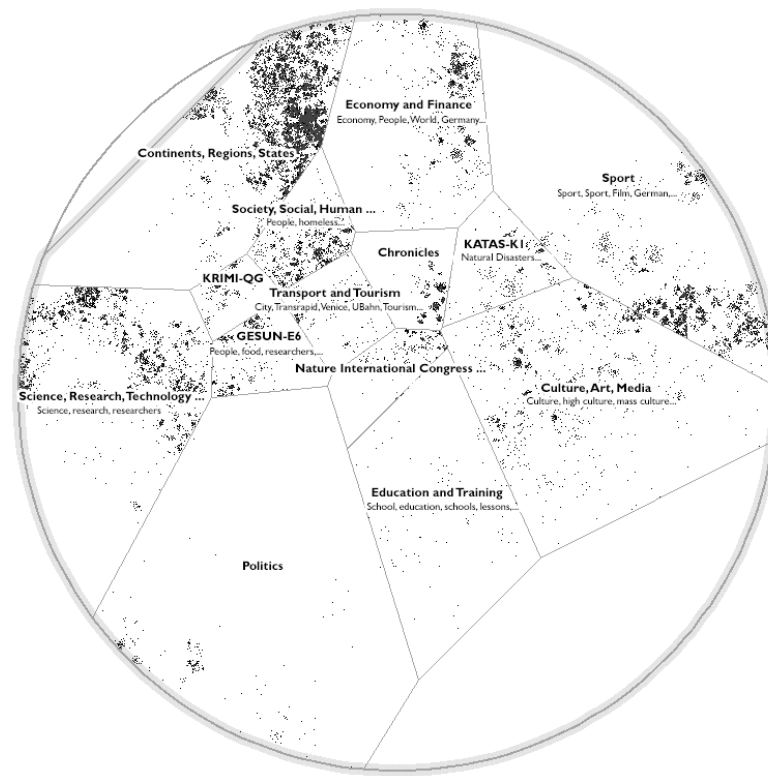 Economy and Finance
Economy, People, World, Germany...
Continents, Regions, States
Sport
Sport, Sport, Film, German,...
Society, Social, Human ...
People, homeless...
Chronicles
KATAS-K1
Natural Disasters...
KRIMI-QG
Transport and Tourism
City, Transrapid, Venice, UBahn, Tourism...
GESUN-E6
People, food, researchers,...
Nature International Congress ...
Science, Research, Technology ...
Science, research, researchers
Culture, Art, Media
Culture, high culture, mass culture...
Education and Training
School, education, schools, lessons,...
Politics